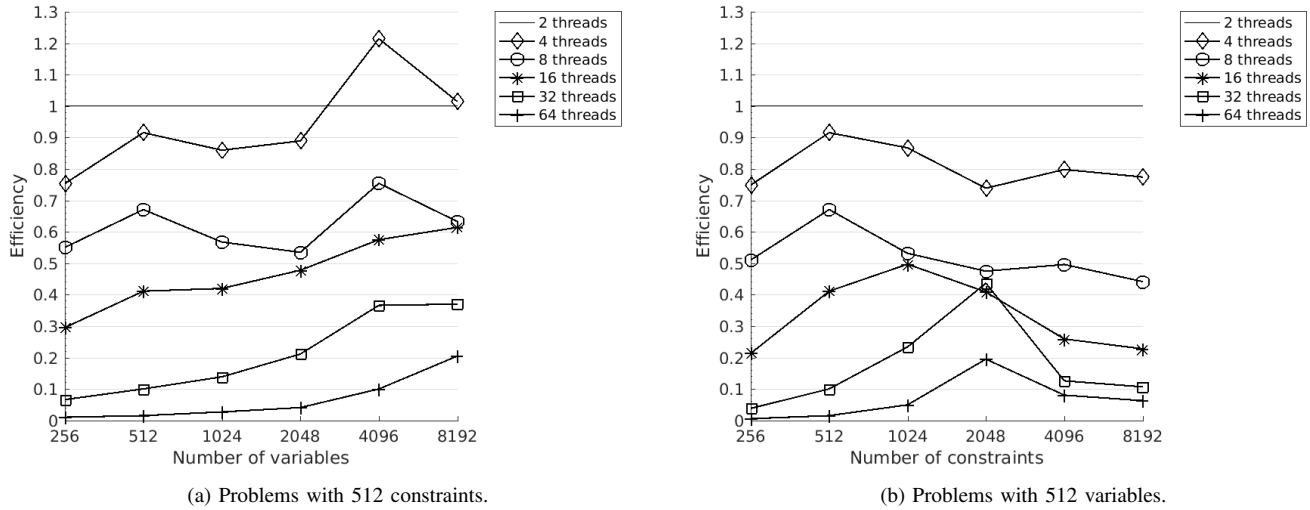 1.3
1.2
1.1
1
0.9
0.8
0.7
0.6
0.5
0.4
0.3
0.2
0.1
0
Efficiency
256 512 1024 2048 4096 8192
Number of variables
2 threads
4 threads
8 threads
16 threads
32 threads
64 threads
(a) Problems with 512 constraints.
1.3
1.2
1.1
1
0.9
0.8
0.7
0.6
0.5
0.4
0.3
0.2
0.1
0
Efficiency
256 512 1024 2048 4096 8192
Number of constraints
2 threads
4 threads
8 threads
16 threads
32 threads
64 threads
(b) Problems with 512 variables.